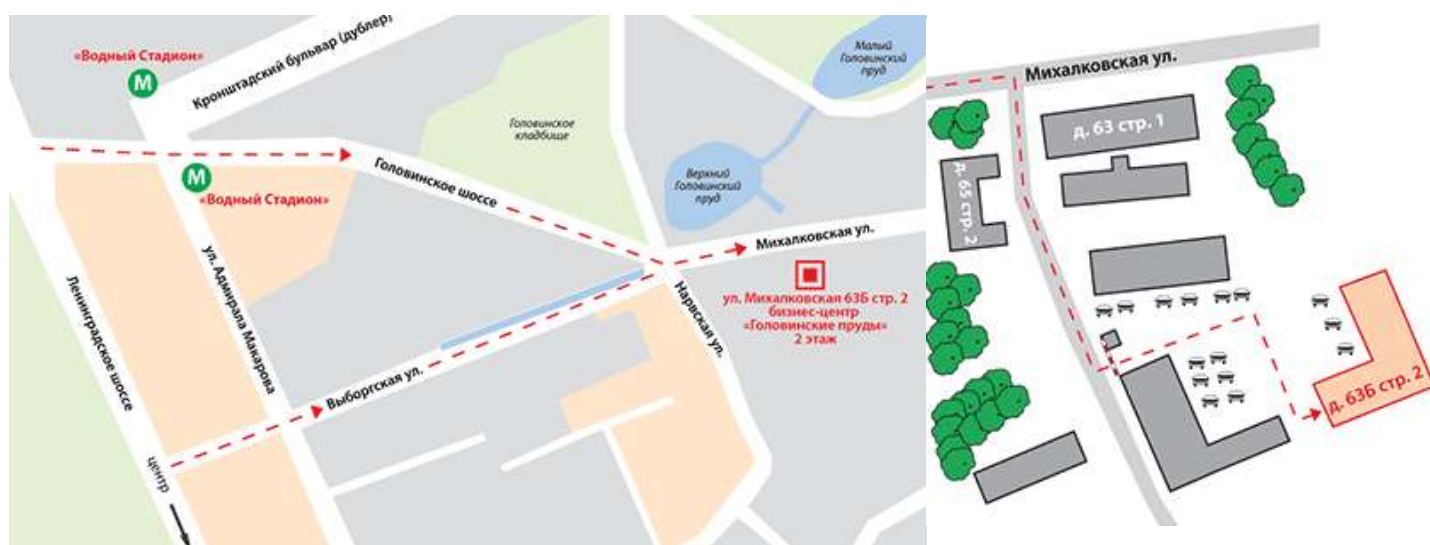 «Водный Стадион»
М
Кронштадский бульвар (дублер)
Малый
Головинский
пруд
Головинское
кладбище
М
«Водный Стадион»
Головинское шоссе
Верхний
Головинский
пруд
Михалковская ул.
ул. Михалковская 63Б стр. 2
бизнес-центр
«Головинские пруды»
2 этаж
Ленинградское шоссе
ул. Адмирала Макарова
Нарвская ул.
Выборгская ул.
центр
Михалковская ул.
д. 63 стр. 1
д. 65 стр. 2
д. 63Б стр. 2